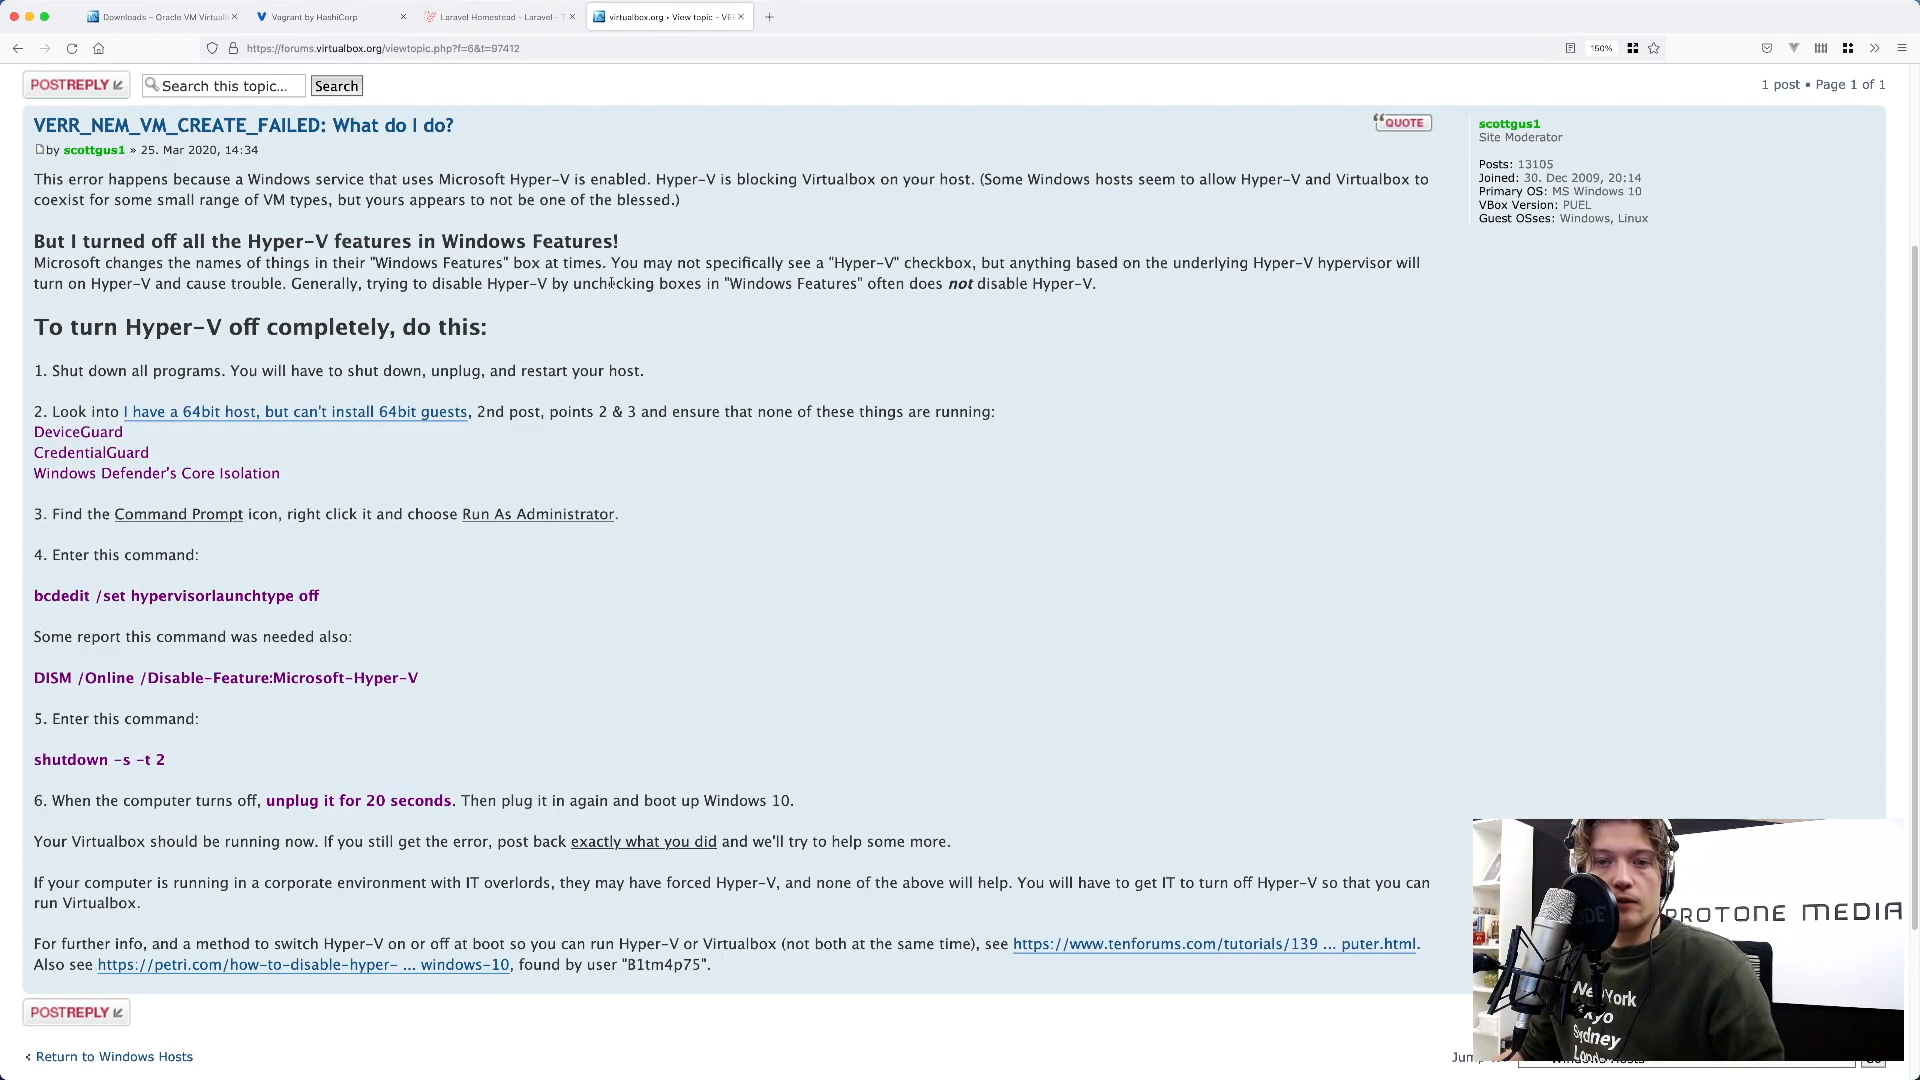 Downloads – Oracle VM Virtual
Vagrant by HashiCorp
Laravel Homestead - Laravel - T
virtualbox.org • View topic - VE
https://forums.virtualbox.org/viewtopic.php?f=6&t=97412
150%
POSTREPLY
Search this topic...
Search
1 post • Page 1 of 1
VERR_NEM_VM_CREATE_FAILED: What do I do?
QUOTE
by scottgus1 » 25. Mar 2020, 14:34
scottgus1
Site Moderator
Posts: 13105
Joined: 30. Dec 2009, 20:14
Primary OS: MS Windows 10
VBox Version: PUEL
Guest OSses: Windows, Linux
This error happens because a Windows service that uses Microsoft Hyper-V is enabled. Hyper-V is blocking Virtualbox on your host. (Some Windows hosts seem to allow Hyper-V and Virtualbox to
coexist for some small range of VM types, but yours appears to not be one of the blessed.)
But I turned off all the Hyper-V features in Windows Features!
Microsoft changes the names of things in their "Windows Features" box at times. You may not specifically see a "Hyper-V" checkbox, but anything based on the underlying Hyper-V hypervisor will
turn on Hyper-V and cause trouble. Generally, trying to disable Hyper-V by unchecking boxes in "Windows Features" often does not disable Hyper-V.
To turn Hyper-V off completely, do this:
1. Shut down all programs. You will have to shut down, unplug, and restart your host.
2. Look into I have a 64bit host, but can't install 64bit guests, 2nd post, points 2 & 3 and ensure that none of these things are running:
DeviceGuard
CredentialGuard
Windows Defender's Core Isolation
3. Find the Command Prompt icon, right click it and choose Run As Administrator.
4. Enter this command:
bcdedit /set hypervisorlaunchtype off
Some report this command was needed also:
DISM /Online /Disable-Feature:Microsoft-Hyper-V
5. Enter this command:
shutdown -s -t 2
6. When the computer turns off, unplug it for 20 seconds. Then plug it in again and boot up Windows 10.
Your Virtualbox should be running now. If you still get the error, post back exactly what you did and we'll try to help some more.
If your computer is running in a corporate environment with IT overlords, they may have forced Hyper-V, and none of the above will help. You will have to get IT to turn off Hyper-V so that you can
run Virtualbox.
For further info, and a method to switch Hyper-V on or off at boot so you can run Hyper-V or Virtualbox (not both at the same time), see https://www.tenforums.com/tutorials/139 ... puter.html.
Also see https://petri.com/how-to-disable-hyper- ... windows-10, found by user "B1tm4p75".
POSTREPLY
Return to Windows Hosts
Jum
PROTONE MEDIA
New York
Sydney